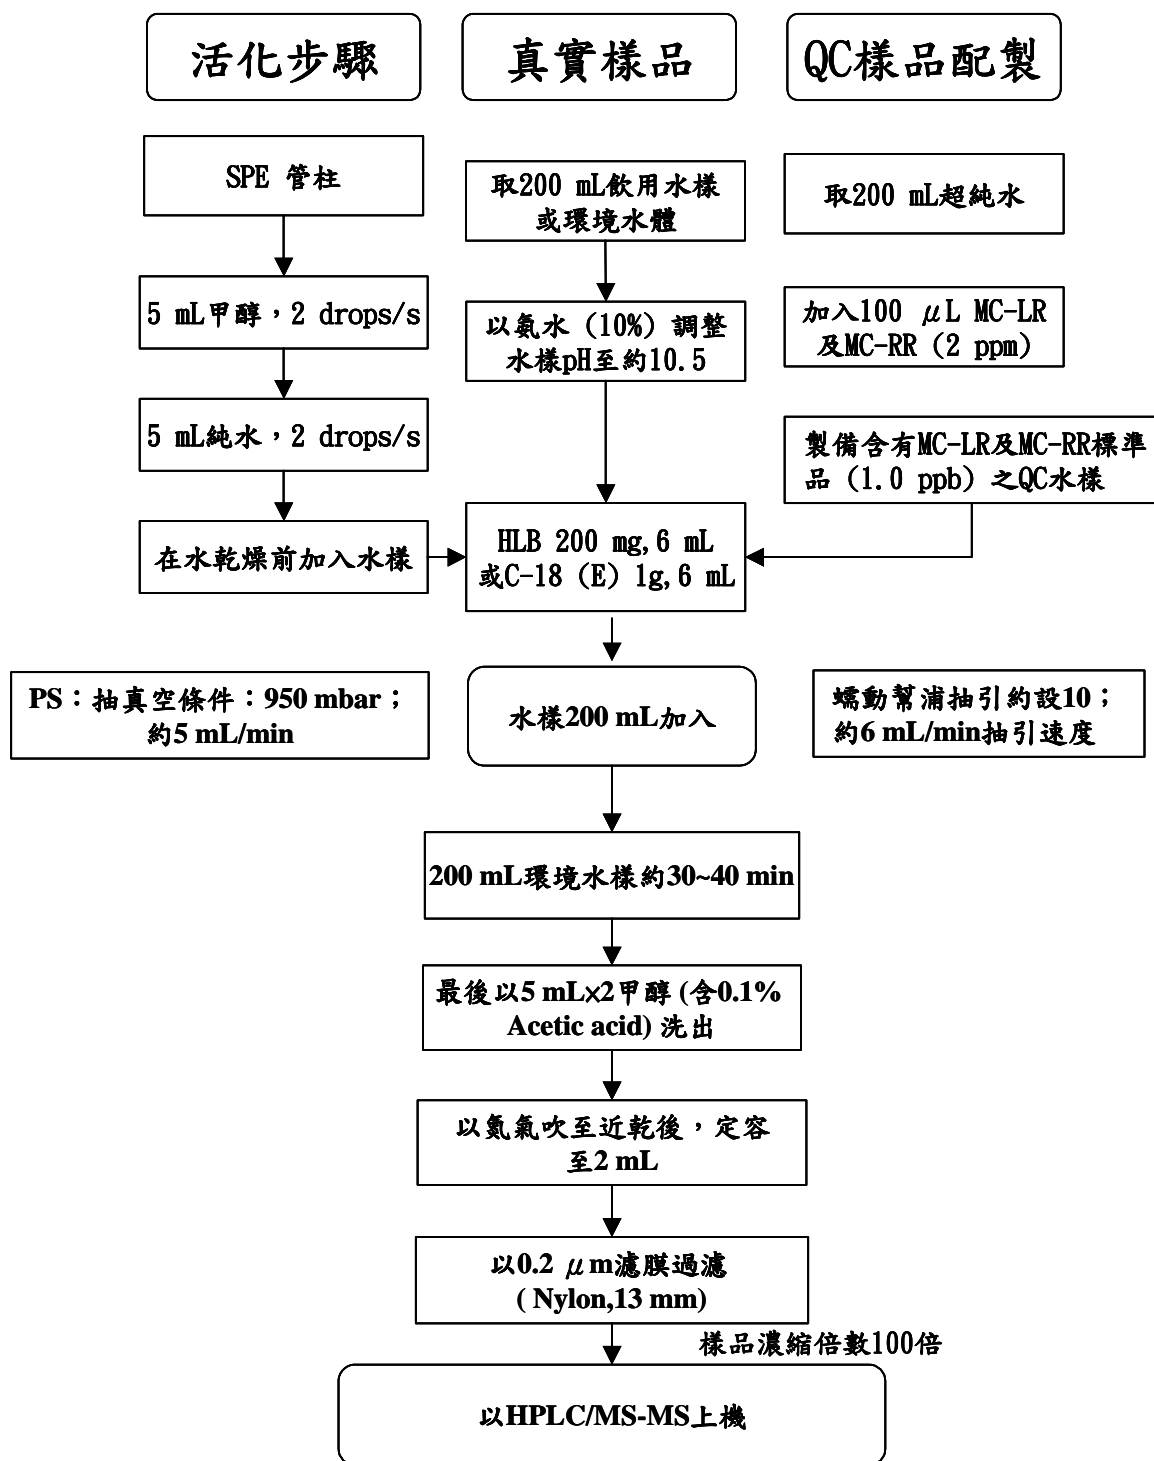 活化步驟
真實樣品
QC樣品配製
SPE 管柱
取200 mL飲用水樣
或環境水體
取200 mL超純水
5 mL甲醇，2 drops/s
以氨水 (10%) 調整
水樣pH至約10.5
加入100 μL MC-LR
及MC-RR (2 ppm)
5 mL純水，2 drops/s
製備含有MC-LR及MC-RR標準
品 (1.0 ppb) 之QC水樣
在水乾燥前加入水樣
HLB 200 mg,6 mL
或C-18 (E) 1g,6 mL
PS：抽真空條件：950 mbar；
約5 mL/min
水樣200 mL加入
蠕動幫浦抽引約設10；
約6 mL/min抽引速度
200 mL環境水樣約30~40 min
最後以5 mL×2甲醇 (含0.1%
Acetic acid) 洗出
以氮氣吹至近乾後，定容
至2 mL
以0.2 μm濾膜過濾
( Nylon,13 mm)
樣品濃縮倍數100倍
以HPLC/MS-MS上機